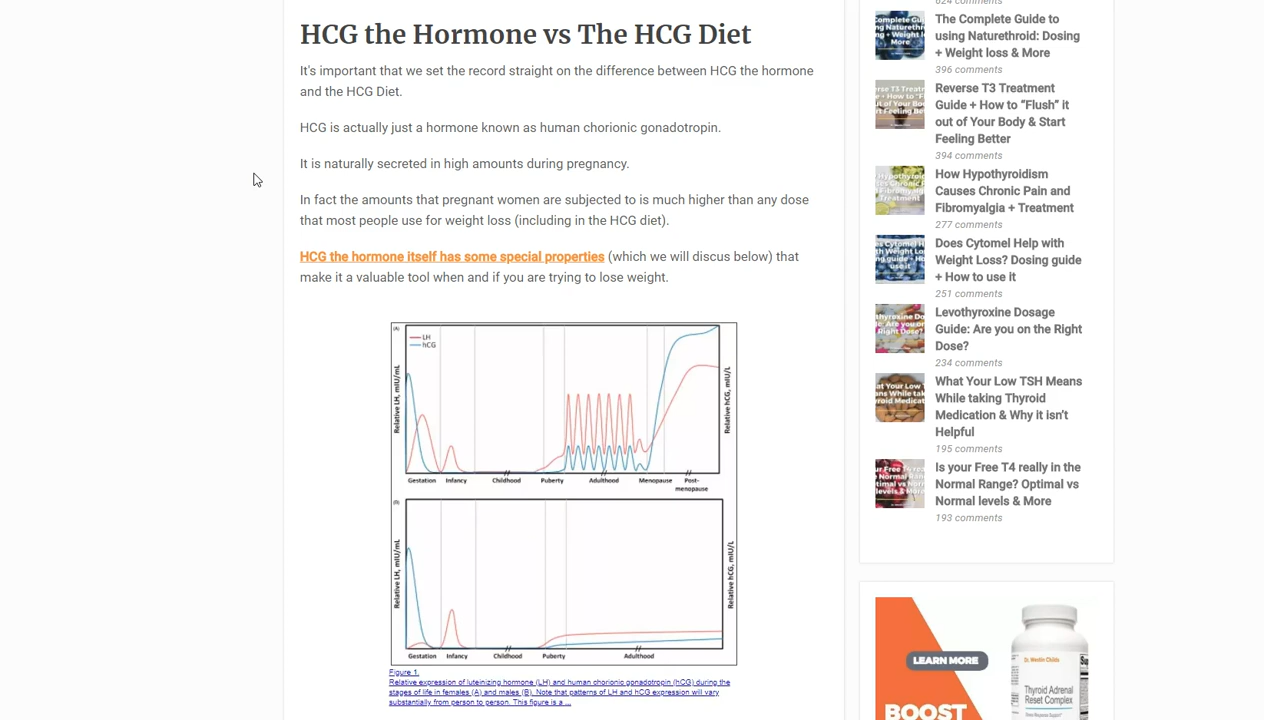 HCG the Hormone vs The HCG Diet
It's important that we set the record straight on the difference between HCG the hormone
and the HCG Diet.
HCG is actually just a hormone known as human chorionic gonadotropin.
It is naturally secreted in high amounts during pregnancy.
In fact the amounts that pregnant women are subjected to is much higher than any dose
that most people use for weight loss (including in the HCG diet).
HCG the hormone itself has some special properties (which we will discus below) that
make it a valuable tool when and if you are trying to lose weight.
(A)
LH
hCG
Relative LH, mIU/mL
Relative hCG, mIU/L
Gestation Infancy Childhood Puberty Adulthood Menopause Post-
menopause
(B)
Relative LH, mIU/mL
Relative hCG, mIU/L
Gestation Infancy Childhood Puberty Adulthood
Figure 1.
Relative expression of luteinizing hormone (LH) and human chorionic gonadotropin (hCG) during the
stages of life in females (A) and males (B). Note that patterns of LH and hCG expression will vary
substantially from person to person. This figure is a ...
624 comments
The Complete Guide to
using Naturethroid: Dosing
+ Weight loss & More
396 comments
Reverse T3 Treatment
Guide + How to “Flush” it
out of Your Body & Start
Feeling Better
394 comments
How Hypothyroidism
Causes Chronic Pain and
Fibromyalgia + Treatment
277 comments
Does Cytomel Help with
Weight Loss? Dosing guide
+ How to use it
251 comments
Levothyroxine Dosage
Guide: Are you on the Right
Dose?
234 comments
What Your Low TSH Means
While taking Thyroid
Medication & Why it isn’t
Helpful
195 comments
Is your Free T4 really in the
Normal Range? Optimal vs
Normal levels & More
193 comments
LEARN MORE
BOOST
Dr. Westin Childs
Thyroid Adrenal
Reset Complex